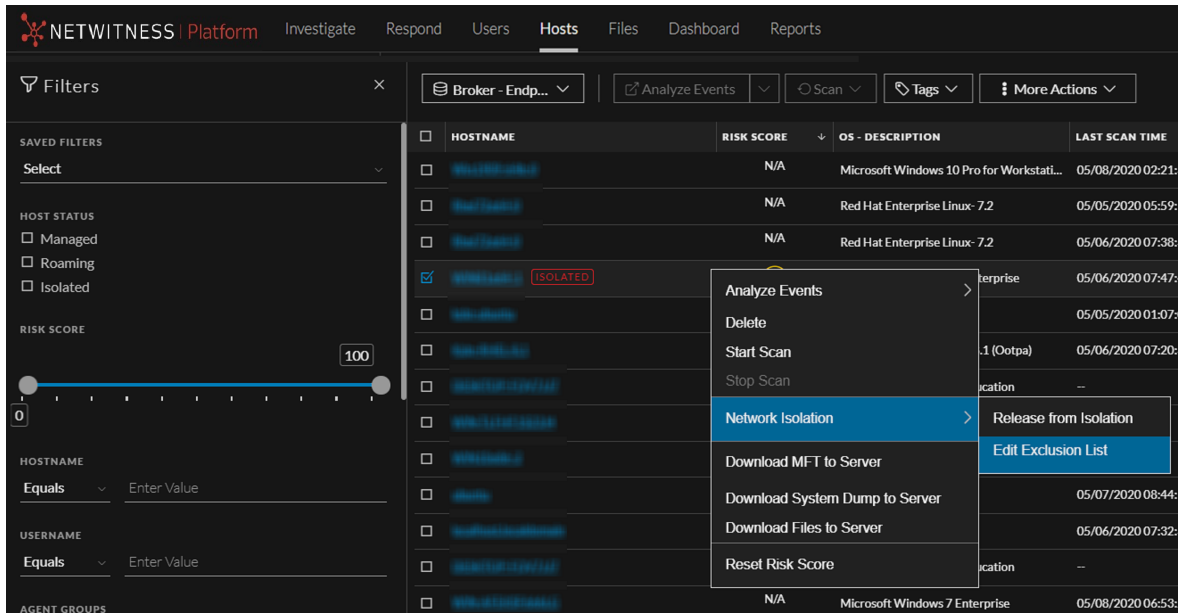 NETWITNESS | Platform
Investigate
Respond
Users
Hosts
Files
Dashboard
Reports
Filters
Broker - Endp...
Analyze Events
Scan
Tags
More Actions
SAVED FILTERS
Select
HOST STATUS
Managed
Roaming
Isolated
RISK SCORE
100
0
HOSTNAME
Equals
Enter Value
USERNAME
Equals
Enter Value
AGENT GROUPS
HOSTNAME RISK SCORE OS - DESCRIPTION LAST SCAN TIME
N/A Microsoft Windows 10 Pro for Workstati... 05/08/2020 02:21:
N/A Red Hat Enterprise Linux- 7.2 05/05/2020 05:59:
N/A Red Hat Enterprise Linux- 7.2 05/06/2020 07:38:
ISOLATED terprise 05/06/2020 07:47:
05/05/2020 01:07:
.1 (Ootpa) 05/06/2020 07:20:
ucation --
05/07/2020 08:44:
05/06/2020 07:32:
ucation --
N/A Microsoft Windows 7 Enterprise 05/08/2020 06:53:
Analyze Events
Delete
Start Scan
Stop Scan
Network Isolation
Release from Isolation
Edit Exclusion List
Download MFT to Server
Download System Dump to Server
Download Files to Server
Reset Risk Score